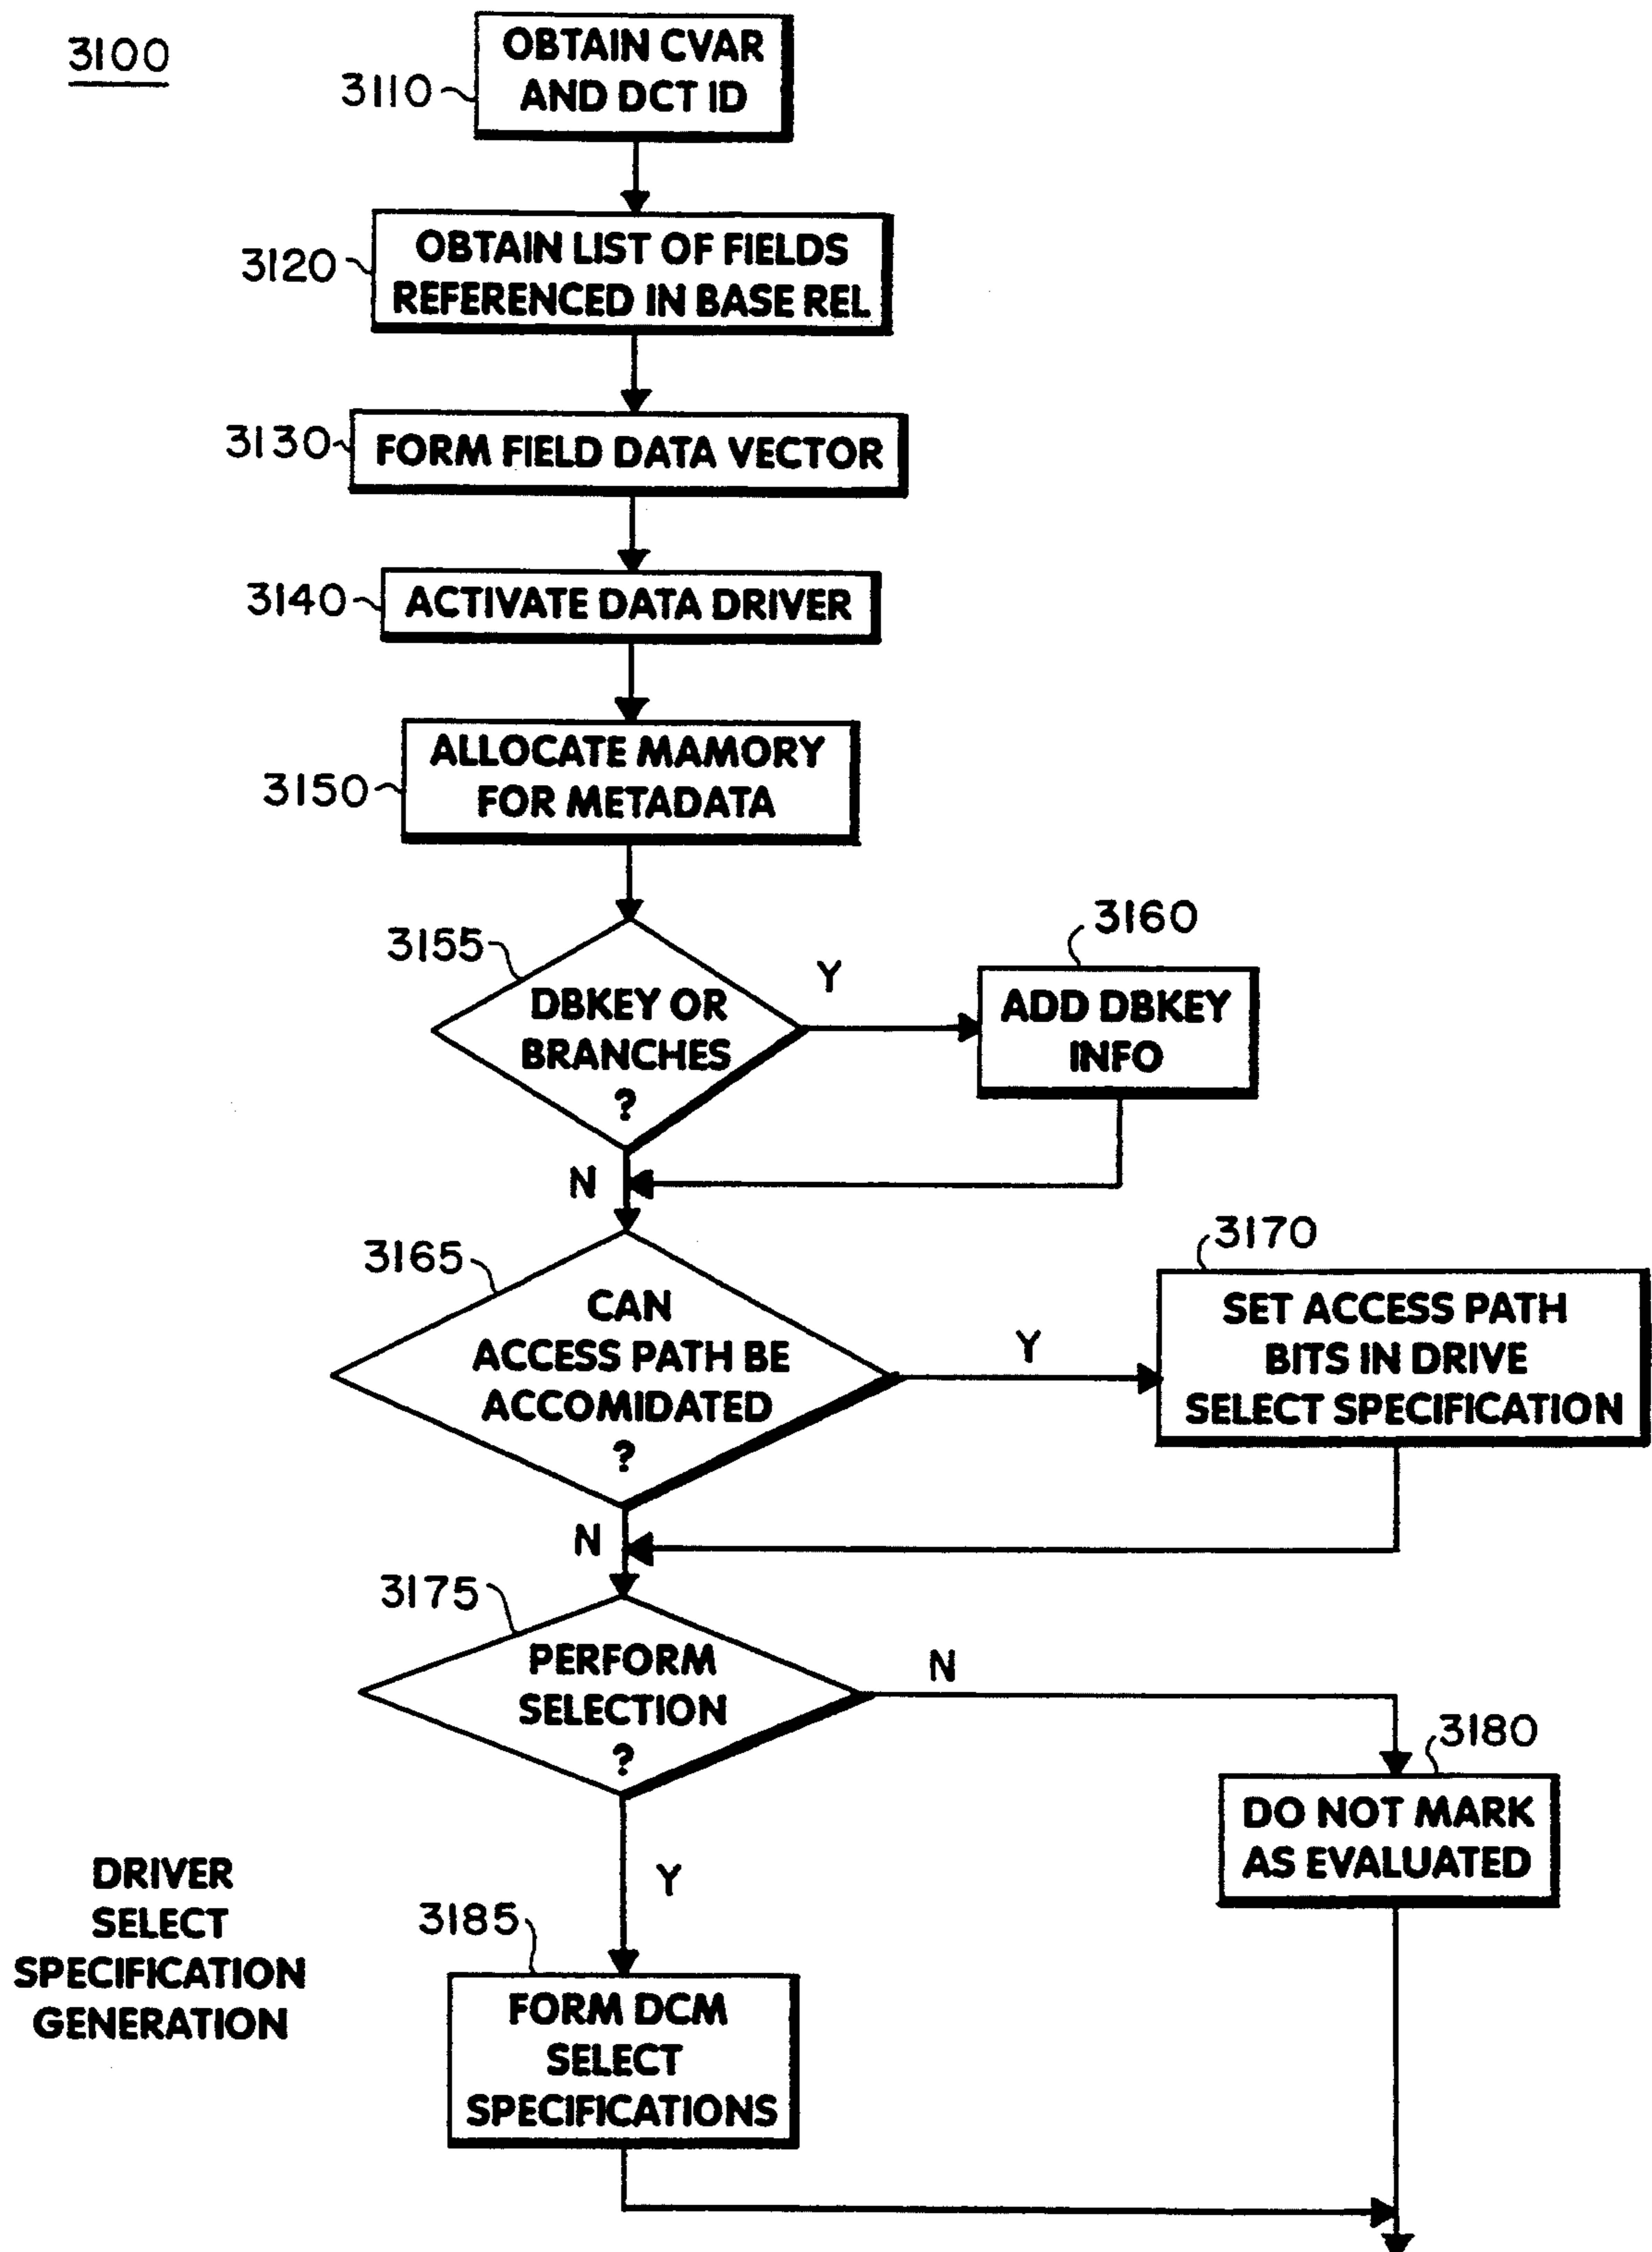 3100
OBTAIN CVAR
AND DCT ID
3110
OBTAIN LIST OF FIELDS
REFERENCED IN BASE REL
3120
3130
FORM FIELD DATA VECTOR
3140
ACTIVATE DATA DRIVER
ALLOCATE MAMORY
FOR METADATA
3150
3155
DBKEY OR
BRANCHES
?
Y
3160
ADD DBKEY
INFO
N
3165
CAN
ACCESS PATH BE
ACCOMIDATED
?
Y
3170
SET ACCESS PATH
BITS IN DRIVE
SELECT SPECIFICATION
N
3175
PERFORM
SELECTION
?
N
3180
DO NOT MARK
AS EVALUATED
Y
3185
FORM DCM
SELECT
SPECIFICATIONS
DRIVER
SELECT
SPECIFICATION
GENERATION